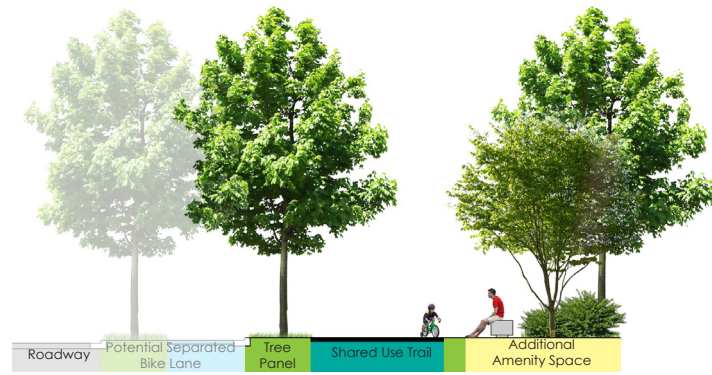 Roadway
Potential Separated
Bike Lane
Tree
Panel
Shared Use Trail
Additional
Amenity Space